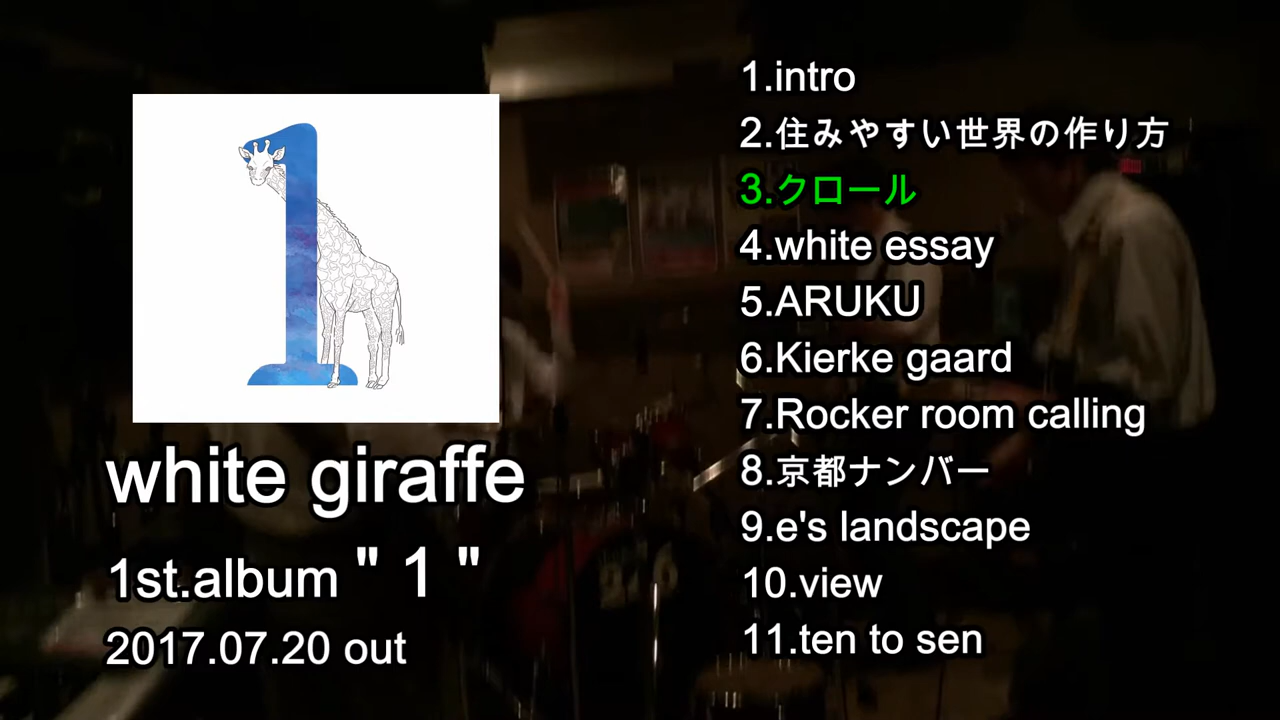 white giraffe
1st.album " 1 "
2017.07.20 out
1.intro
2.住みやすい世界の作り方
3.クロール
4.white essay
5.ARUKU
6.Kierke gaard
7.Rocker room calling
8.京都ナンバー
9.e's landscape
10.view
11.ten to sen